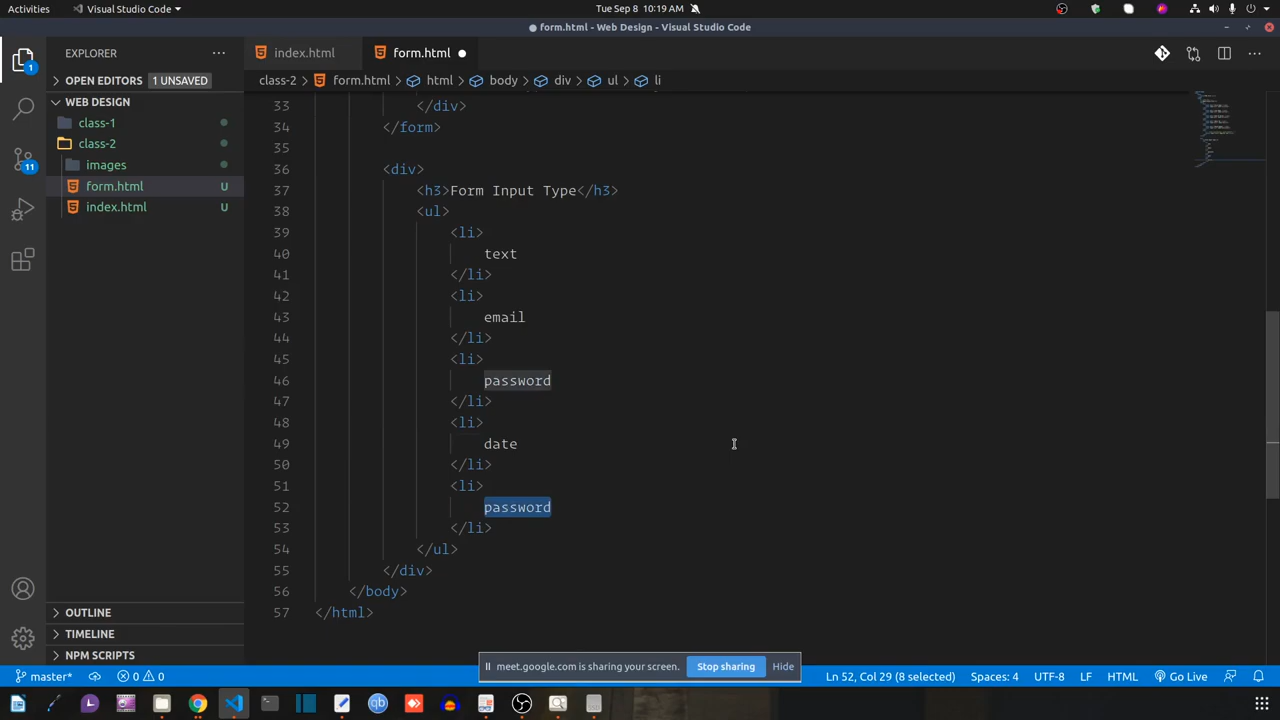 Activities
Visual Studio Code
Tue Sep 8 10:19 AM
form.html - Web Design - Visual Studio Code
EXPLORER
OPEN EDITORS 1 UNSAVED
WEB DESIGN
class-1
class-2
images
form.html U
index.html U
OUTLINE
TIMELINE
NPM SCRIPTS
1
11
index.html
form.html
class-2 > form.html > html > body > div > ul > li
33 </div>
34 </form>
35
36 <div>
37 <h3>Form Input Type</h3>
38 <ul>
39 <li>
40 text
41 </li>
42 <li>
43 email
44 </li>
45 <li>
46 password
47 </li>
48 <li>
49 date
50 </li>
51 <li>
52 password
53 </li>
54 </ul>
55 </div>
56 </body>
57 </html>
meet.google.com is sharing your screen. Stop sharing Hide
master* 0 0 Ln 52, Col 29 (8 selected) Spaces: 4 UTF-8 LF HTML Go Live
qb